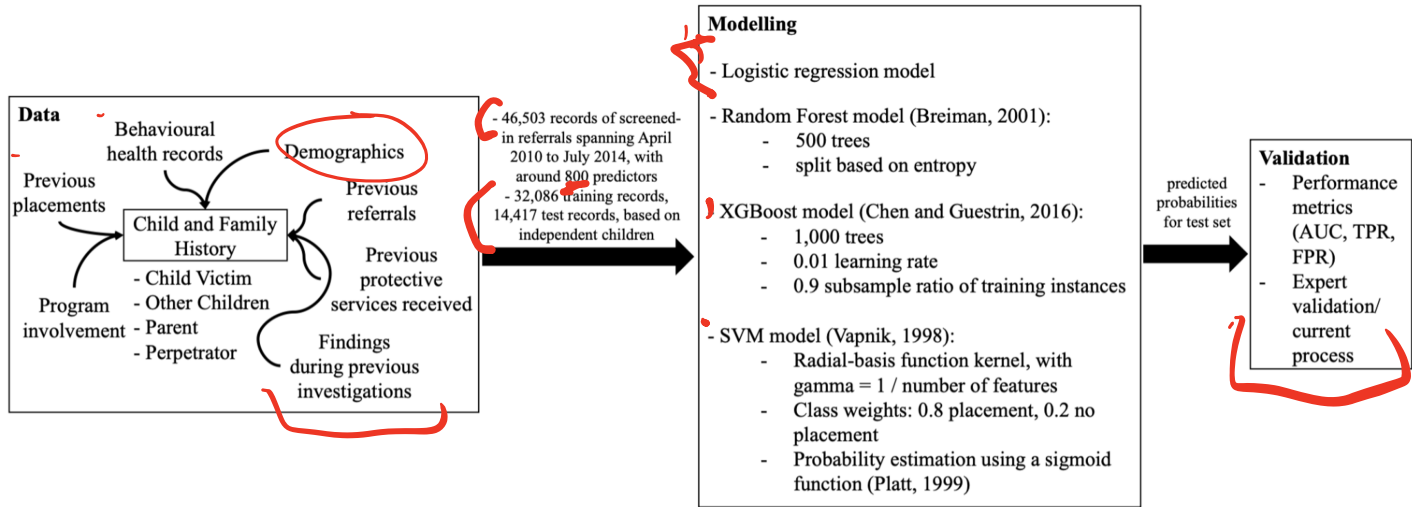 Data
Behavioural
health records
Demographics
Previous
placements
Previous
referrals
Child and Family
History
Program
involvement
- Child Victim
- Other Children
- Parent
- Perpetrator
Previous
protective
services received
Findings
during previous
investigations
- 46,503 records of screened-
in referrals spanning April
2010 to July 2014, with
around 800 predictors
- 32,086 training records,
14,417 test records, based on
independent children
Modelling
- Logistic regression model
- Random Forest model (Breiman, 2001):
- 500 trees
- split based on entropy
XGBoost model (Chen and Guestrin, 2016):
- 1,000 trees
- 0.01 learning rate
- 0.9 subsample ratio of training instances
- SVM model (Vapnik, 1998):
- Radial-basis function kernel, with
gamma = 1 / number of features
- Class weights: 0.8 placement, 0.2 no
placement
- Probability estimation using a sigmoid
function (Platt, 1999)
predicted
probabilities
for test set
Validation
- Performance
metrics
(AUC, TPR,
FPR)
- Expert
validation/
current
process